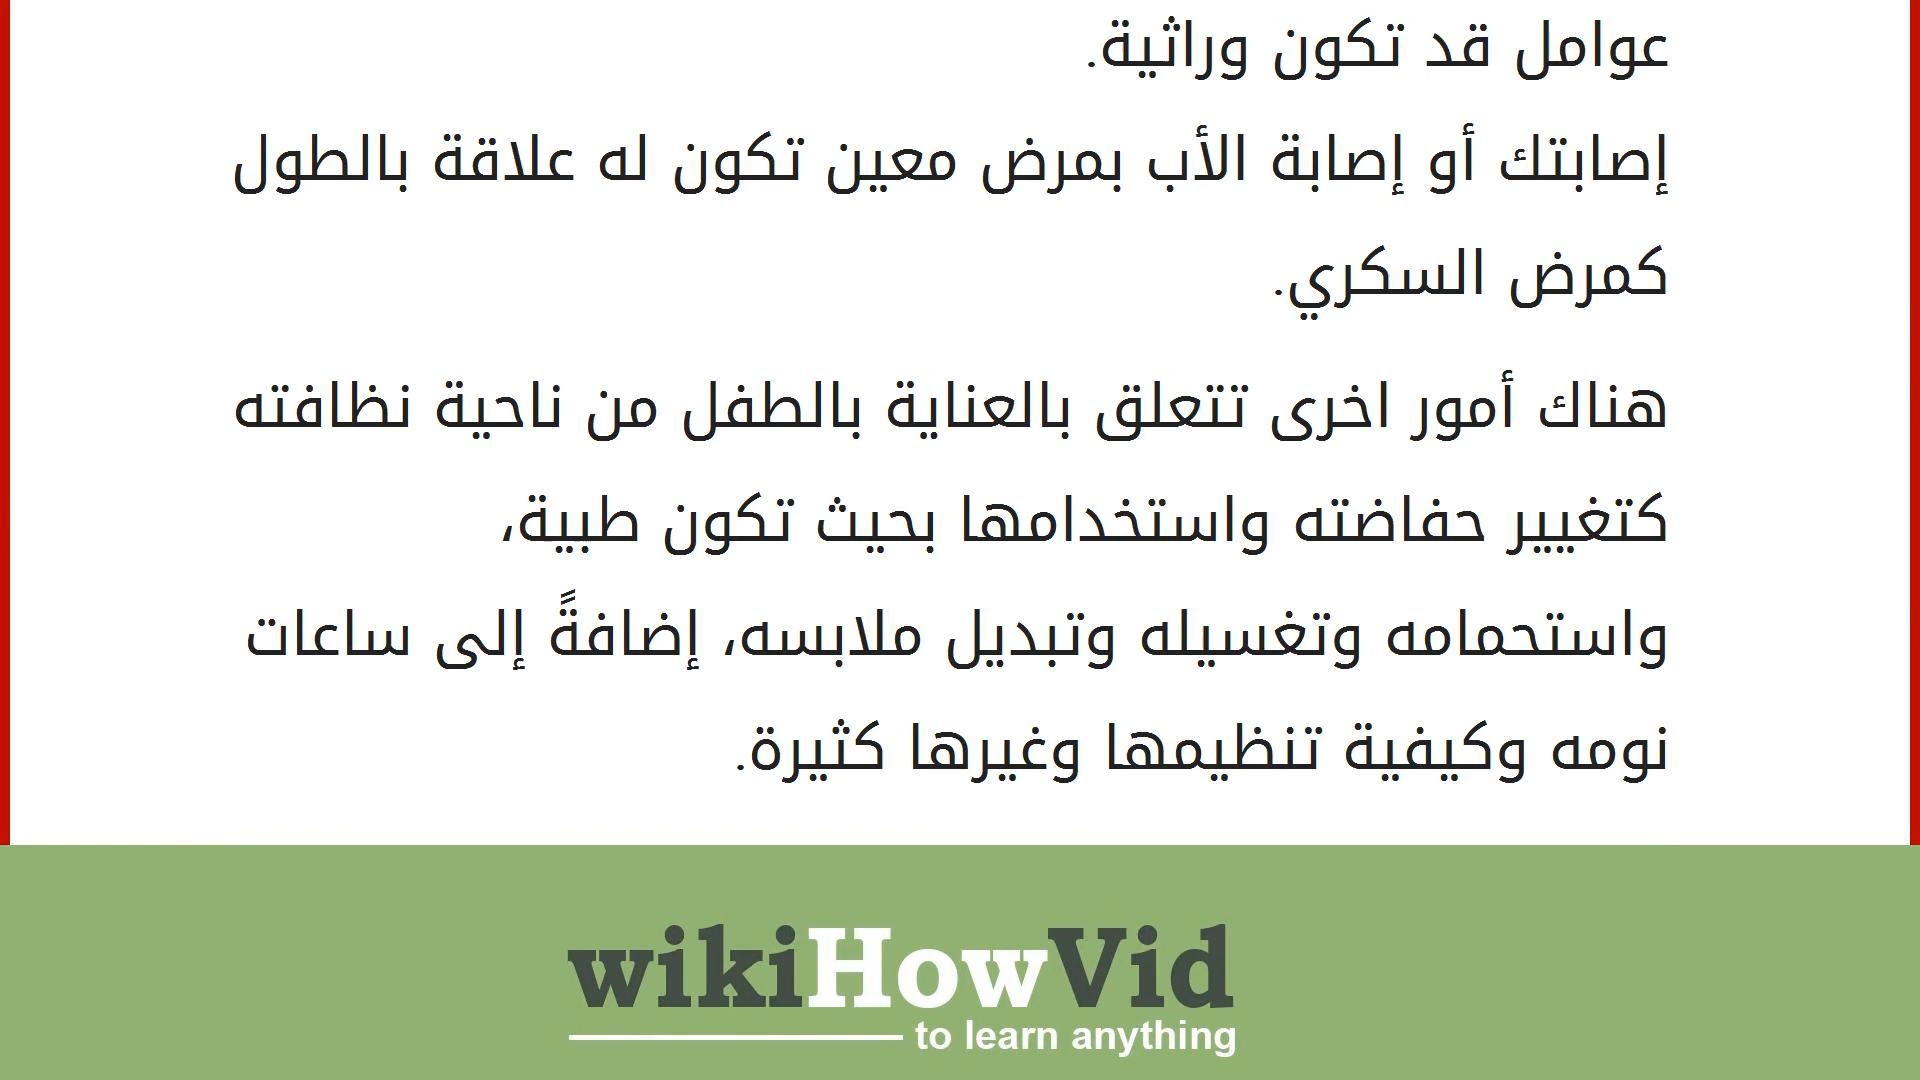 عوامل قد تكون وراثية.
إصابتك أو إصابة الأب بمرض معين تكون له علاقة بالطول
كمرض السكري.
هناك أمور اخرى تتعلق بالعناية بالطفل من ناحية نظافته
كتغيير حفاضته واستخدامها بحيث تكون طبية،
واستحمامه وتغسيله وتبديل ملابسه، إضافةً إلى ساعات
نومه وكيفية تنظيمها وغيرها كثيرة.
wikiHowVid
to learn anything